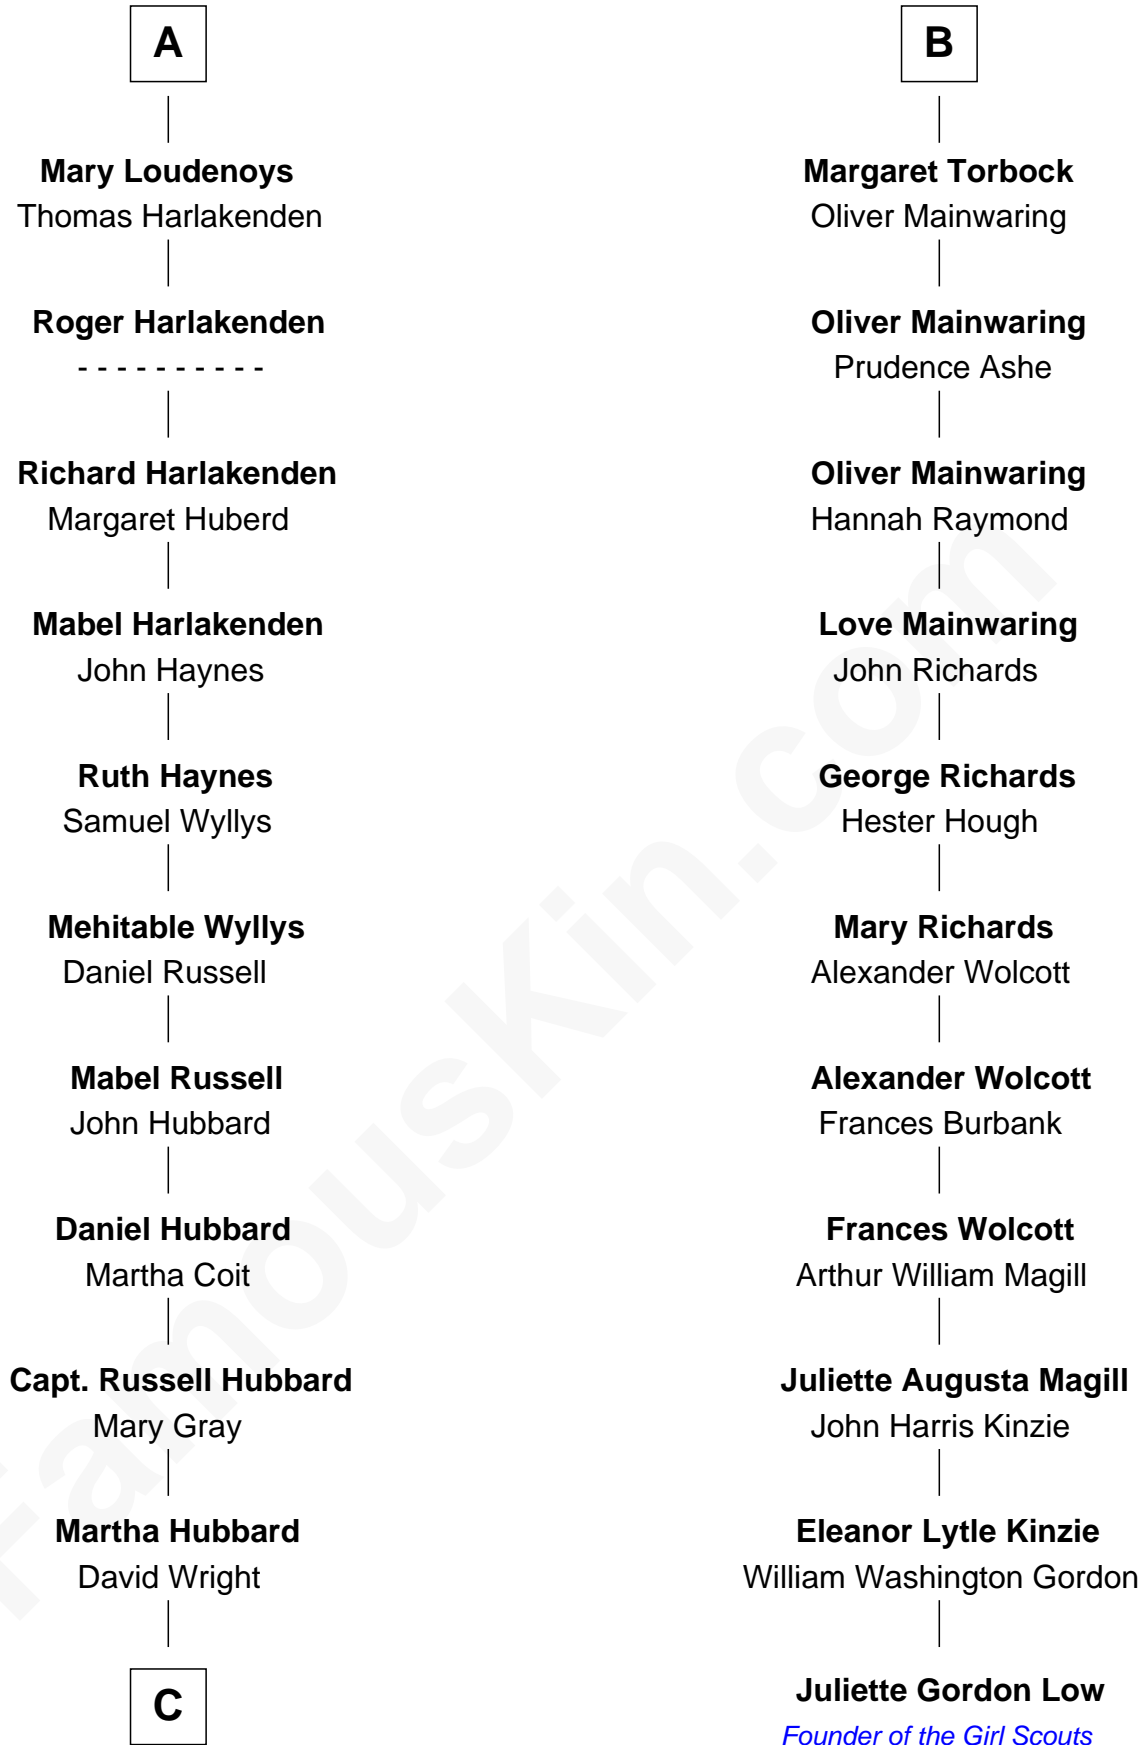 A
Mary Loudenoys
Thomas Harlakenden
Roger Harlakenden
- - - - - - - - - -
Richard Harlakenden
Margaret Huberd
Mabel Harlakenden
John Haynes
Ruth Haynes
Samuel Wyllys
Mehitable Wyllys
Daniel Russell
Mabel Russell
John Hubbard
Daniel Hubbard
Martha Coit
Capt. Russell Hubbard
Mary Gray
Martha Hubbard
David Wright
C
B
Margaret Torbock
Oliver Mainwaring
Oliver Mainwaring
Prudence Ashe
Oliver Mainwaring
Hannah Raymond
Love Mainwaring
John Richards
George Richards
Hester Hough
Mary Richards
Alexander Wolcott
Alexander Wolcott
Frances Burbank
Frances Wolcott
Arthur William Magill
Juliette Augusta Magill
John Harris Kinzie
Eleanor Lytle Kinzie
William Washington Gordon
Juliette Gordon Low
Founder of the Girl Scouts
FamousKin.com